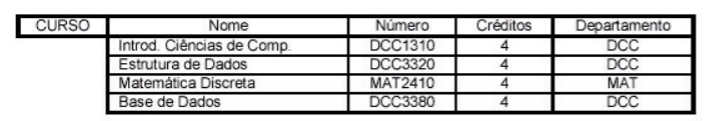 CURSO Nome Número Créditos Departamento
Introd. Ciências de Comp. DCC1310 4 DCC
Estrutura de Dados DCC3320 4 DCC
Matemática Discreta MAT2410 4 MAT
Base de Dados DCC3380 4 DCC